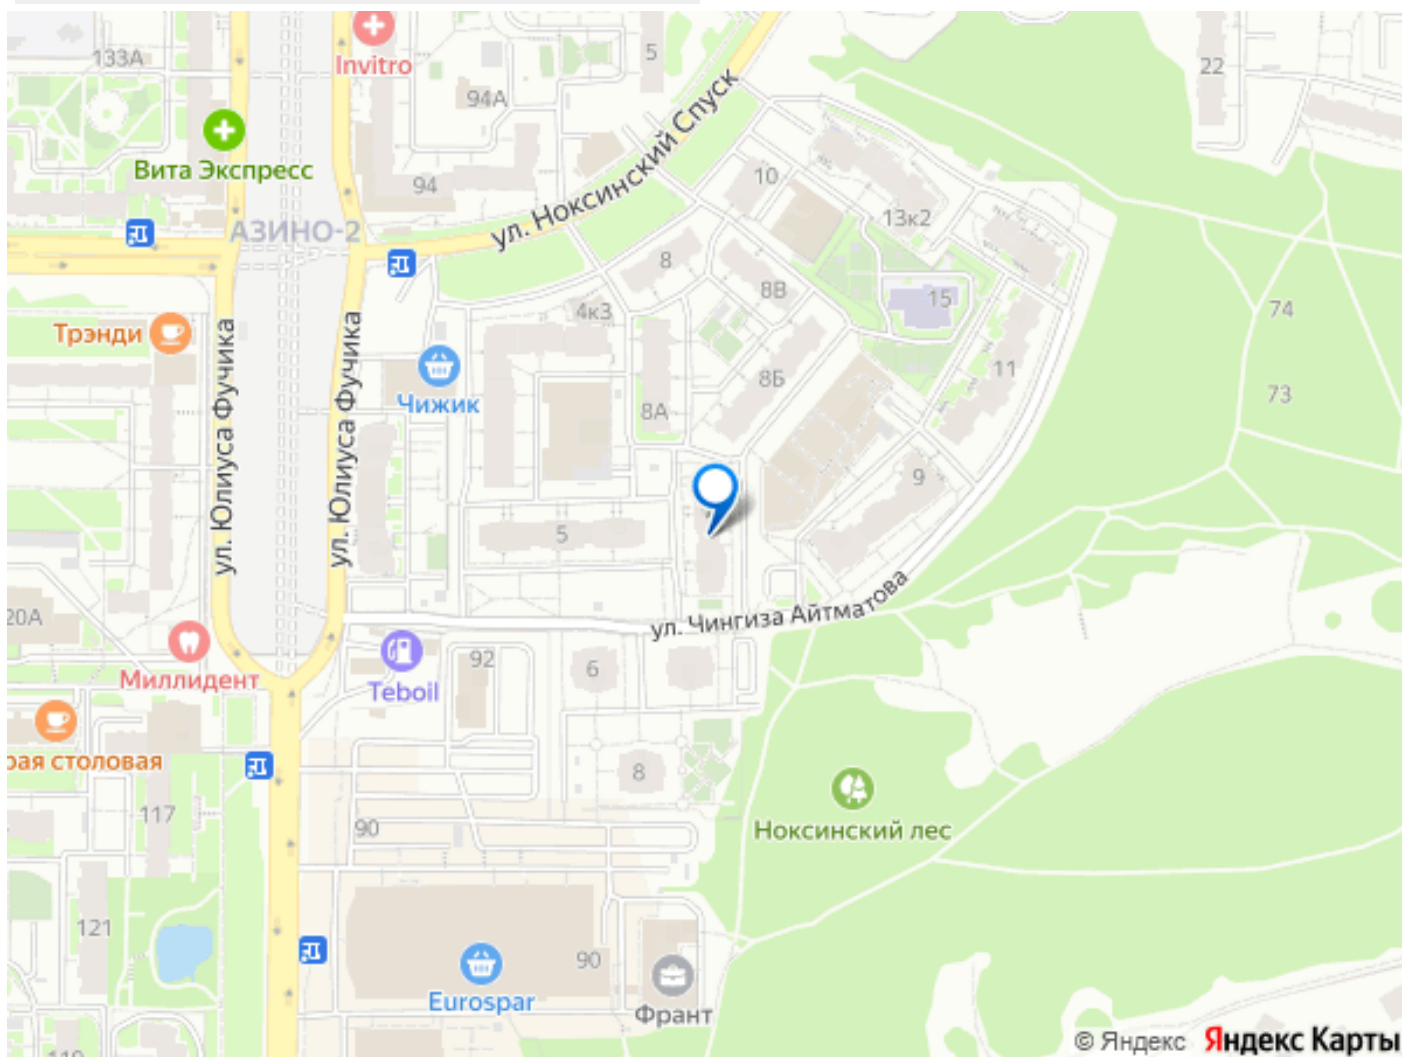 133А
Invitro
5
22
94А
ул. Ноксинский Спуск
Вита Экспресс
94
10
13к2
АЗИНО-2
8
8В
15
74
4к3
Трэнди
ул. Юлиуса Фучика
ул. Юлиуса Фучика
Чижик
8А
8Б
11
73
9
5
20А
ул. Чингиза Айтматова
Миллидент
Teboil
92
6
рая столовая
8
117
90
Ноксинский лес
121
90
Eurospar
Франт
© Яндекс Яндекс Карты